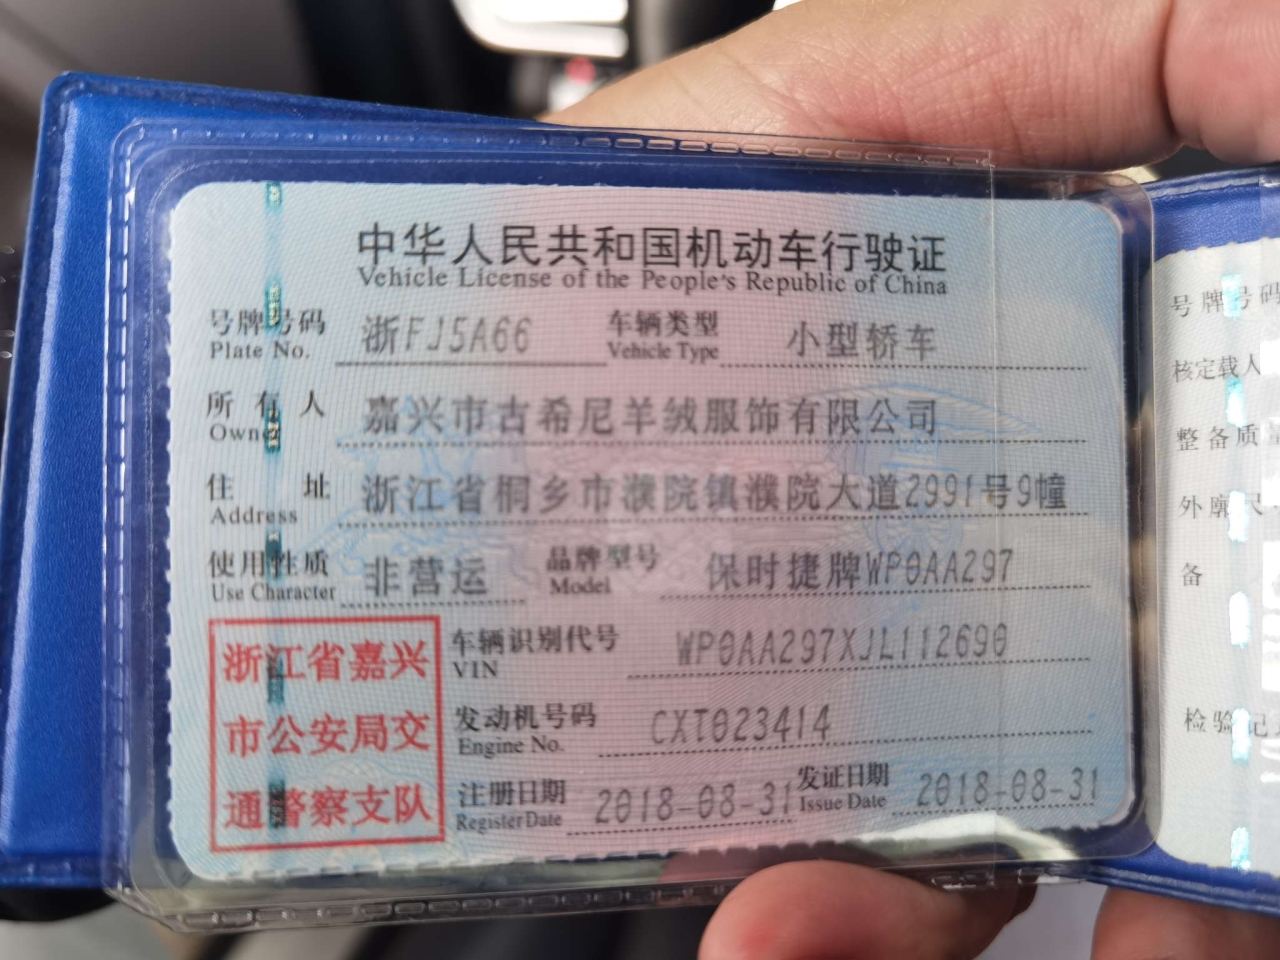 中华人民共和国机动车行驶证
Vehicle License of the People's Republic of China
号牌号码 浙FJ5A66 车辆类型 小型轿车
Plate No. Vehicle Type
所有人 嘉兴市古希尼羊绒服饰有限公司
Owner
住址 浙江省桐乡市濮院镇濮院大道2991号9幢
Address
使用性质 非营运 品牌型号 保时捷牌WP0AA297
Use Character Model
浙江省嘉兴
市公安局交
通警察支队
车辆识别代号 WP0AA297XJL112690
VIN
发动机号码 CXT023414
Engine No.
注册日期 2018-08-31 发证日期 2018-08-31
Register Date Issue Date
号牌号码
核定载人
整备质
外廓尺
备
检验记